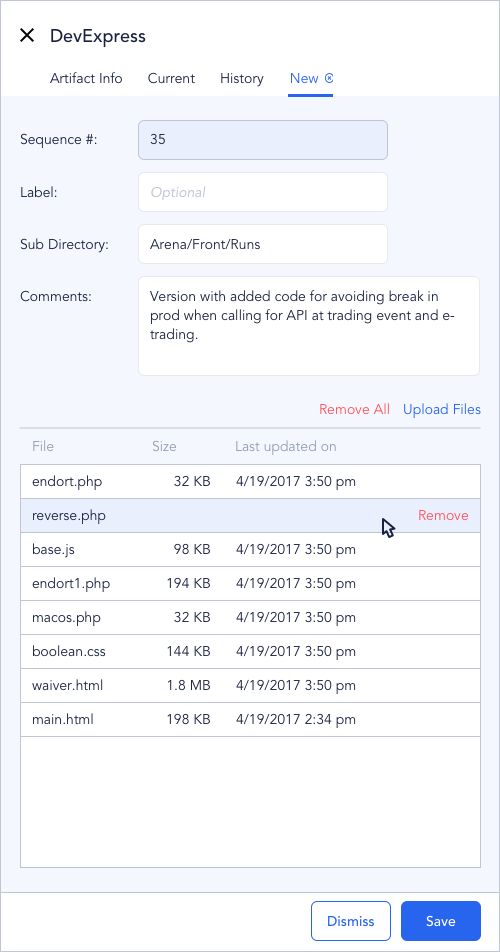 DevExpress
Artifact Info Current History New
Sequence #: 35
Label: Optional
Sub Directory: Arena/Front/Runs
Comments: Version with added code for avoiding break in
prod when calling for API at trading event and e-
trading.
Remove All Upload Files
File Size Last updated on
endort.php 32 KB 4/19/2017 3:50 pm
reverse.php Remove
base.js 98 KB 4/19/2017 3:50 pm
endort1.php 194 KB 4/19/2017 3:50 pm
macos.php 32 KB 4/19/2017 3:50 pm
boolean.css 144 KB 4/19/2017 3:50 pm
waiver.html 1.8 MB 4/19/2017 3:50 pm
main.html 198 KB 4/19/2017 2:34 pm
Dismiss Save